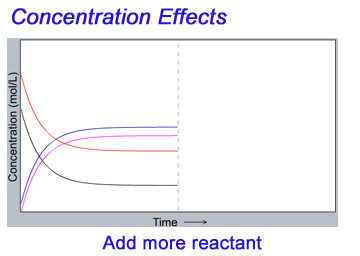 Concentration Effects
Concentration (mol/L)
Time
Add more reactant